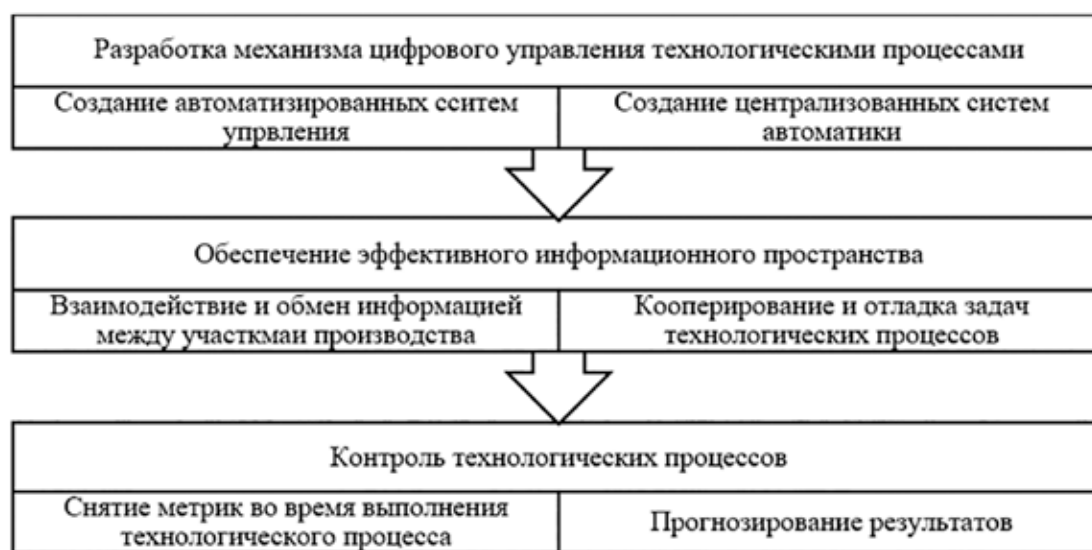 Разработка механизма цифрового управления технологическими процессами
Создание автоматизированных сситем
упрвления
Создание централизованных систем
автоматики
Обеспечение эффективного информационного пространства
Взаимодействие и обмен информацией
между участкмаи производства
Кооперирование и отладка задач
технологических процессов
Контроль технологических процессов
Снятие метрик во время выполнения
технологического процесса
Прогнозирование результатов